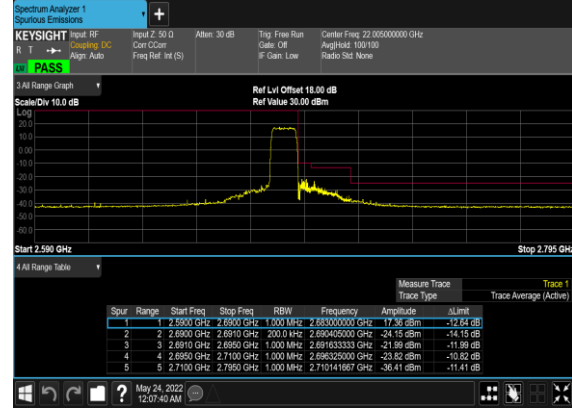 Spectrum Analyzer 1
Spurious Emissions
+
KEYSIGHT Input: RF Input Z: 50 Ω Atten: 30 dB Trig: Free Run Center Freq: 22.005000000 GHz
R T Coupling: DC Corr CCorr Gate: Off Avg|Hold: 100/100
Align: Auto Freq Ref: Int (S) IF Gain: Low Radio Std: None
LW PASS
3 All Range Graph
Ref Lvl Offset 18.00 dB
Scale/Div 10.0 dB Ref Value 30.00 dBm
Log
20.0
10.0
0.00
-10.0
-20.0
-30.0
-40.0
-50.0
-60.0
Start 2.590 GHz Stop 2.795 GHz
4 All Range Table
Measure Trace Trace 1
Trace Type Trace Average (Active)
Spur Range Start Freq Stop Freq RBW Frequency Amplitude ΔLimit
1 1 2.5900 GHz 2.6900 GHz 1.000 MHz 2.683000000 GHz 17.36 dBm -12.64 dB
2 2 2.6900 GHz 2.6910 GHz 200.0 kHz 2.690405000 GHz -24.15 dBm -14.15 dB
3 3 2.6910 GHz 2.6950 GHz 1.000 MHz 2.691633333 GHz -21.99 dBm -11.99 dB
4 4 2.6950 GHz 2.7100 GHz 1.000 MHz 2.696325000 GHz -23.82 dBm -10.82 dB
5 5 2.7100 GHz 2.7950 GHz 1.000 MHz 2.710141667 GHz -36.41 dBm -11.41 dB
?
May 24, 2022
12:07:40 AM